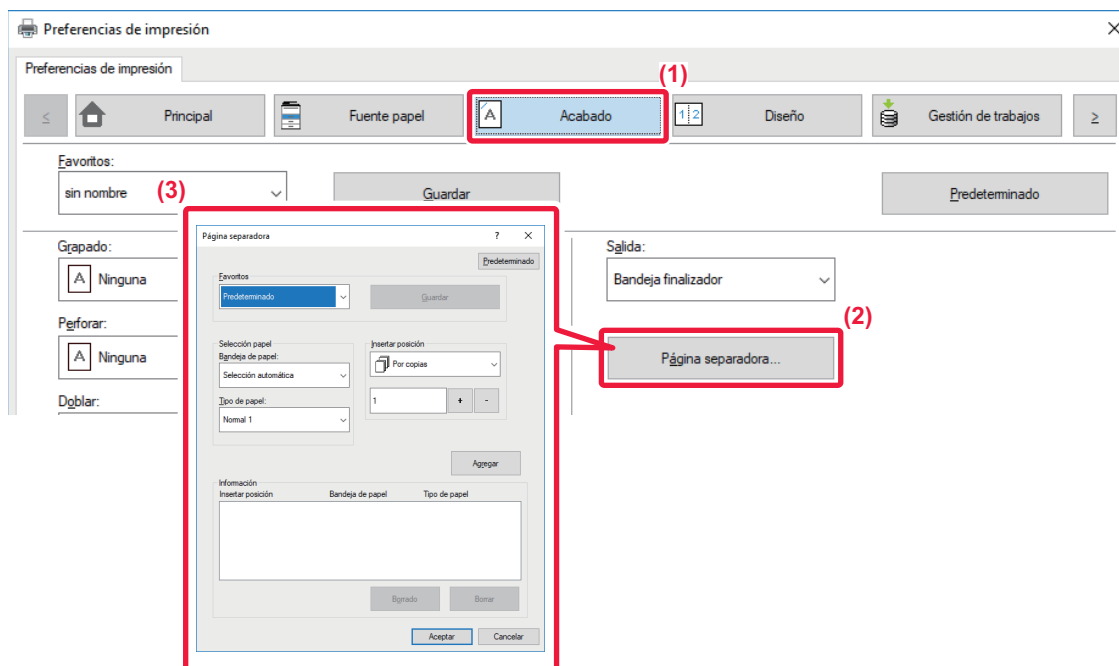 Preferencias de impresión
Preferencias de impresión
(1)
<
Principal
Fuente papel
A
Acabado
1 2
Diseño
Gestión de trabajos
>
Favoritos:
sin nombre
(3)
Guardar
Predeterminado
Grapado:
A Ninguna
Perforar:
A Ninguna
Doblar:
Página separadora
?
Predeterminado
Favoritos
Predeterminado
Guardar
Selección papel
Bandeja de papel:
Selección automática
Tipo de papel:
Normal 1
Insertar posición
Por copias
1
+ -
Agregar
Información
Insertar posición Bandeja de papel Tipo de papel
Borrado
Borrar
Aceptar
Cancelar
Salida:
Bandeja finalizador
(2)
Página separadora...